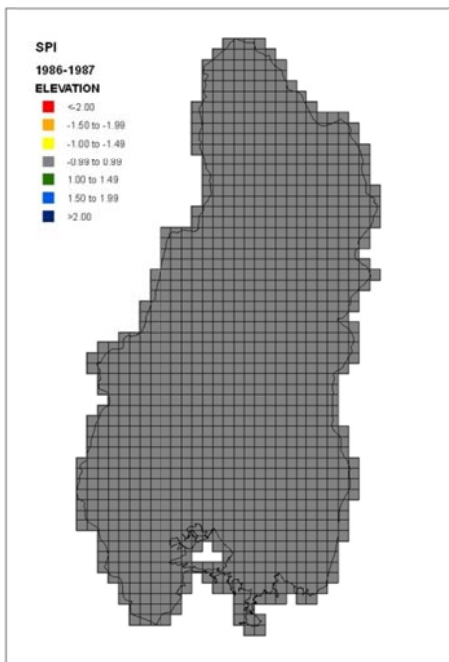 SPI
1986-1987
ELEVATION
<-2.00
-1.50 to -1.99
-1.00 to -1.49
-0.99 to 0.99
1.00 to 1.49
1.50 to 1.99
>2.00